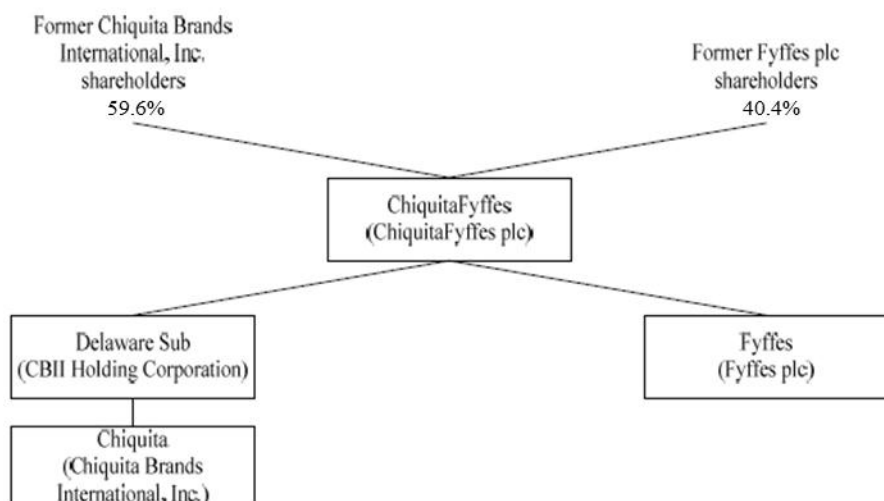 Former Chiquita Brands
International, Inc.
shareholders
59.6%
Former Fyffes plc
shareholders
40.4%
ChiquitaFyffes
(ChiquitaFyffes plc)
Delaware Sub
(CBII Holding Corporation)
Fyffes
(Fyffes plc)
Chiquita
(Chiquita Brands
International, Inc.)